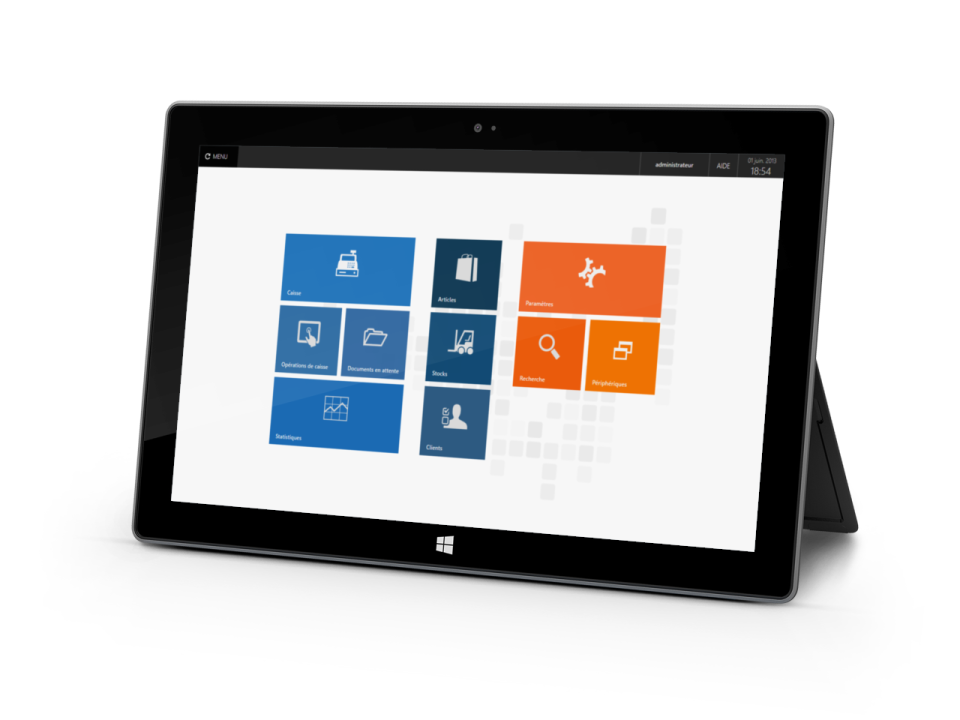 MENU
administrateur
AIDE
01 juin. 2013
18:54
Caisse
Articles
Paramètres
Opérations de caisse
Documents en attente
Stocks
Recherche
Périphériques
Statistiques
Clients